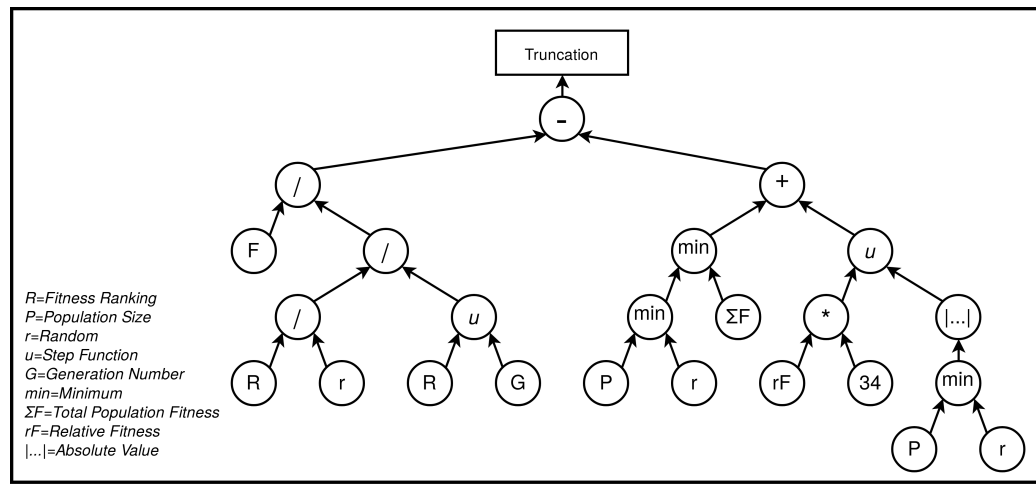 Truncation
-
/ +
F / min u
/ u min ΣF * |...|
R r R G P r rF 34 min
P r
R=Fitness Ranking
P=Population Size
r=Random
u=Step Function
G=Generation Number
min=Minimum
ΣF=Total Population Fitness
rF=Relative Fitness
|...|=Absolute Value